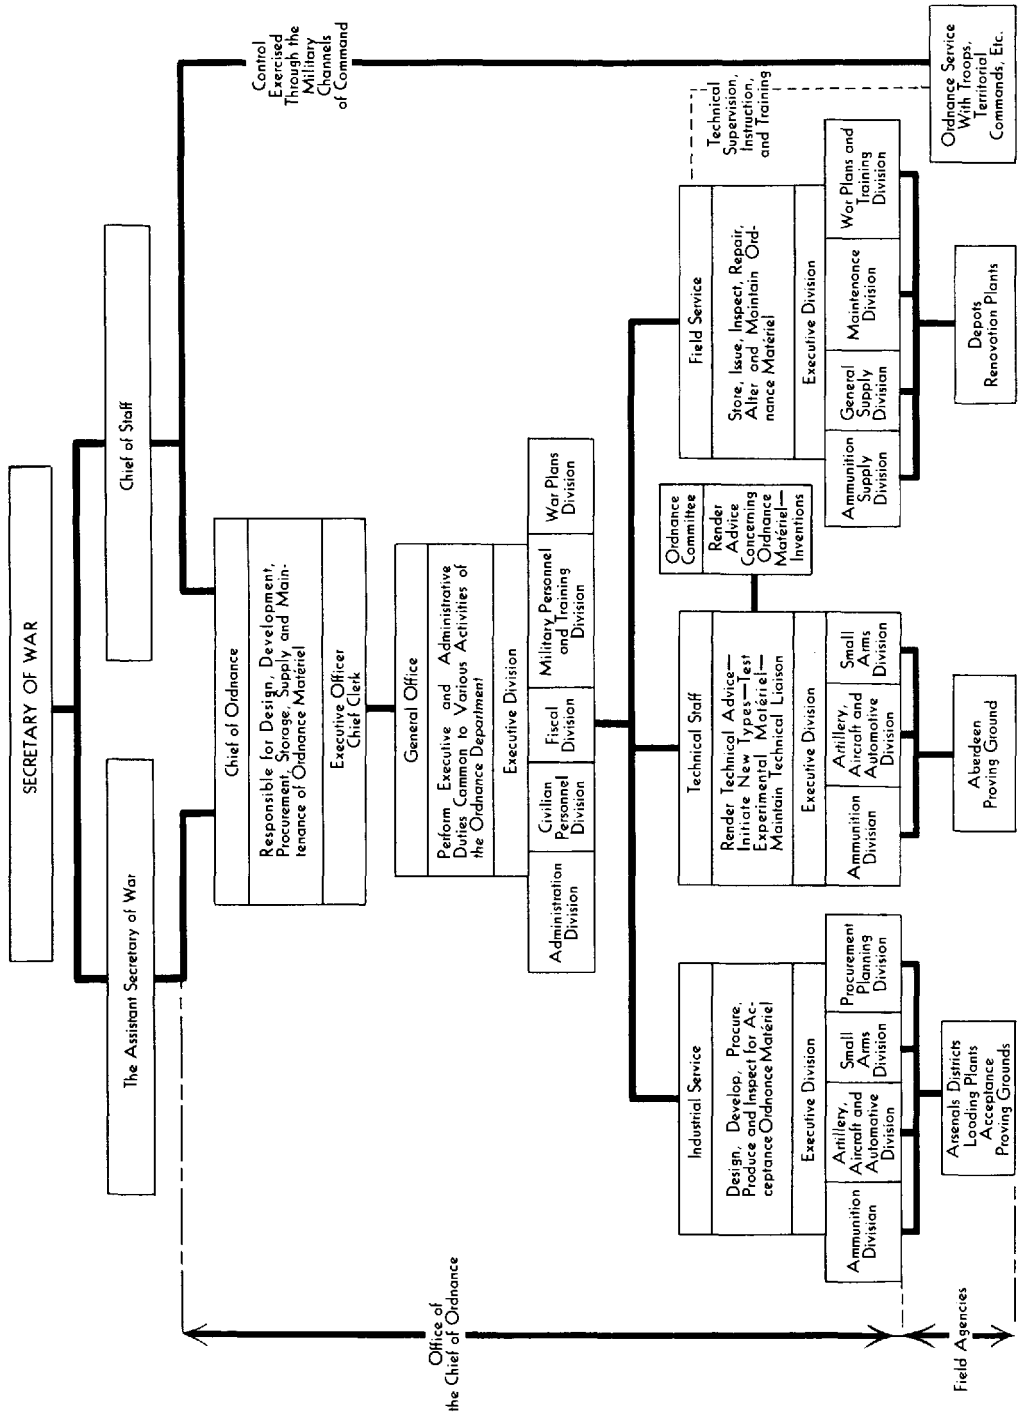 SECRETARY OF WAR
The Assistant Secretary of War
Chief of Staff
Control
Exercised
Through the
Military
Channels
of Command
Chief of Ordnance
Responsible for Design, Development,
Procurement, Storage, Supply and Main-
tenance of Ordnance Matériel
Executive Officer
Chief Clerk
General Office
Perform Executive and Administrative
Duties Common to Various Activities of
the Ordnance Department
Executive Division
Administration
Division
Civilian
Personnel
Division
Fiscal
Division
Military Personnel
and Training
Division
War Plans
Division
Office of
the Chief of Ordnance
Industrial Service
Design, Develop, Procure,
Produce and Inspect for Ac-
ceptance Ordnonce Matériel
Executive Division
Ammunition
Division
Artillery,
Aircraft and
Automotive
Division
Small
Arms
Division
Procurement
Planning
Division
Arsenals Districts
Loading Plants
Acceptance
Proving Grounds
Technical Staff
Render Technical Advice—
Initiate New Types—Test
Experimental Matériel—
Maintain Technical Liaison
Executive Division
Ammunition
Division
Artillery,
Aircraft and
Automotive
Division
Small
Arms
Division
Aberdeen
Proving Ground
Ordnance
Committee
Render
Advice
Concerning
Ordnance
Matériel—
Inventions
Field Service
Store, Issue, Inspect, Repair,
Alter and Maintain Ord-
nance Matériel
Executive Division
Ammunition
Supply
Division
General
Supply
Divisian
Maintenance
Division
Wor Plans and
Training
Division
Depots
Renovation Plants
Technical
Supervision,
Instruction,
and Training
Ordnance Service
With Troops,
Territorial
Commands, Etc.
Field Agencies